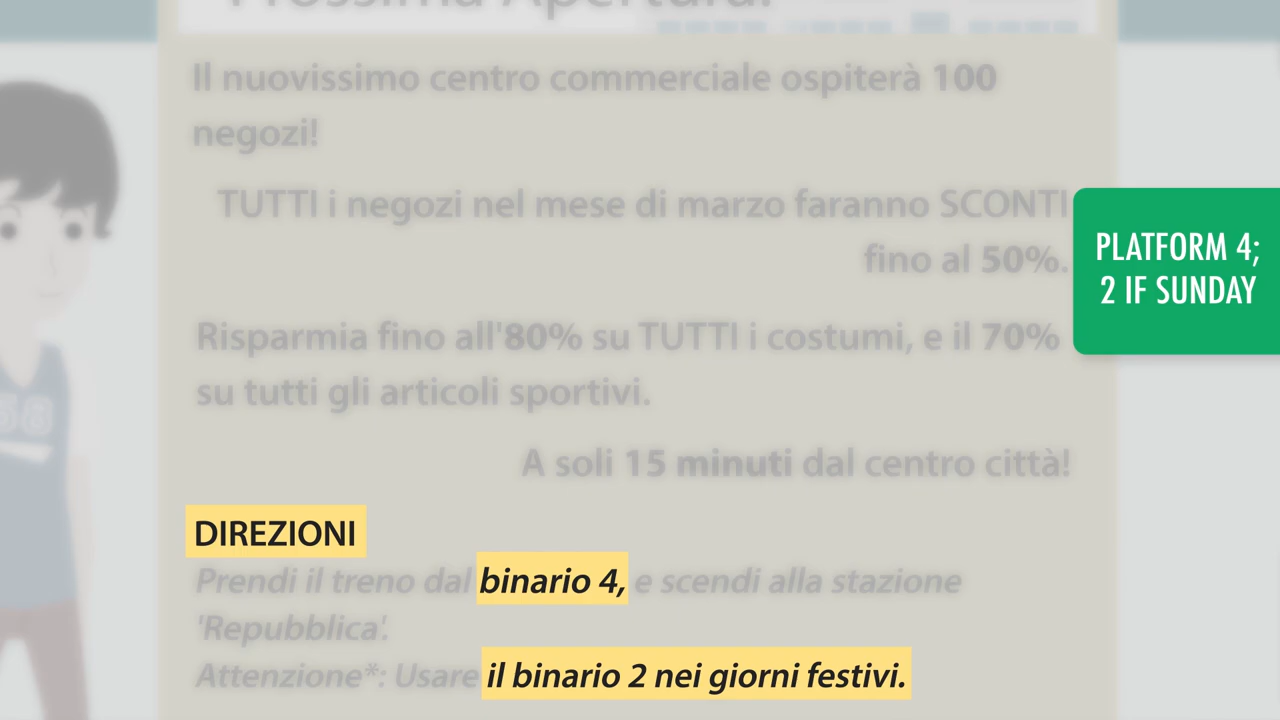 Prossima Apertura!
Il nuovissimo centro commerciale ospiterà 100
negozi!
TUTTI i negozi nel mese di marzo faranno SCONTI
fino al 50%.
Risparmia fino all'80% su TUTTI i costumi, e il 70%
su tutti gli articoli sportivi.
A soli 15 minuti dal centro città!
PLATFORM 4;
2 IF SUNDAY
58
DIREZIONI
Prendi il treno dal binario 4, e scendi alla stazione
'Repubblica'.
Attenzione*: Usare il binario 2 nei giorni festivi.